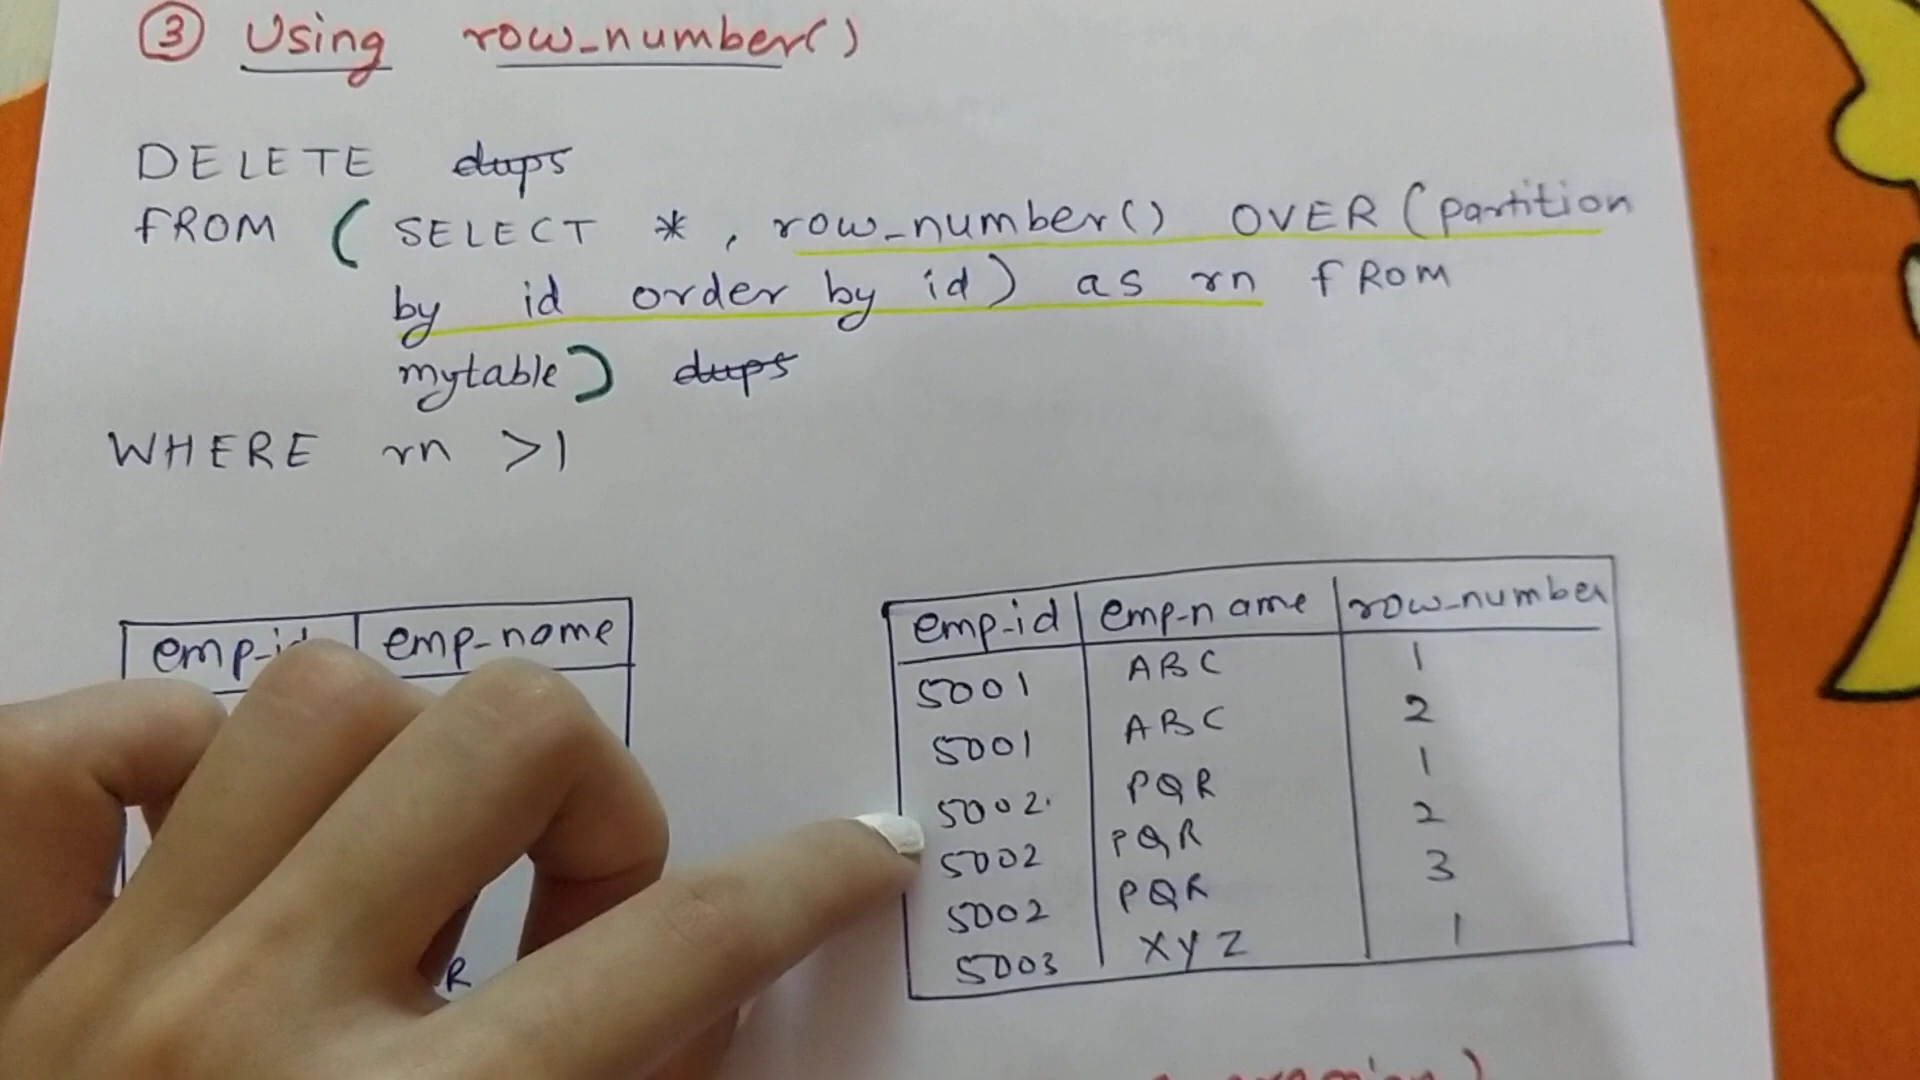 ③ Using row_number()
DELETE dups
FROM ( SELECT * , row_number() OVER (partition
by id order by id) as rn FROM
mytable) dups
WHERE rn >1
emp-id emp-name
R
emp-id emp-name row-number
5001 ABC 1
5001 ABC 2
5002 PQR 1
5002 PQR 2
5002 PQR 3
5003 XYZ 1